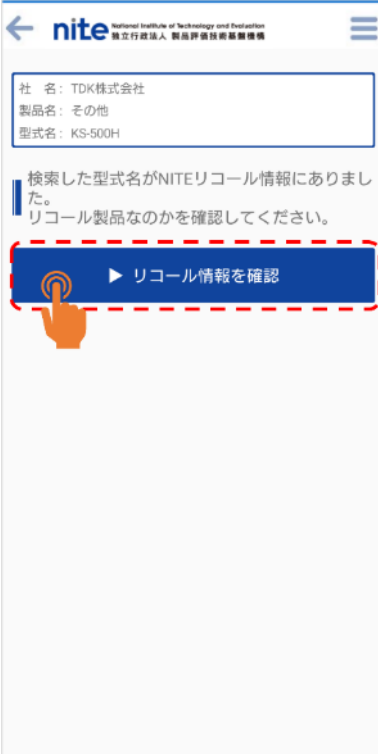 nite National Institute of Technology and Evaluation
独立行政法人 製品評価技術基盤機構
社　名： TDK株式会社
製品名： その他
型式名： KS-500H
検索した型式名がNITEリコール情報にありまし
た。
リコール製品なのかを確認してください。
▶ リコール情報を確認